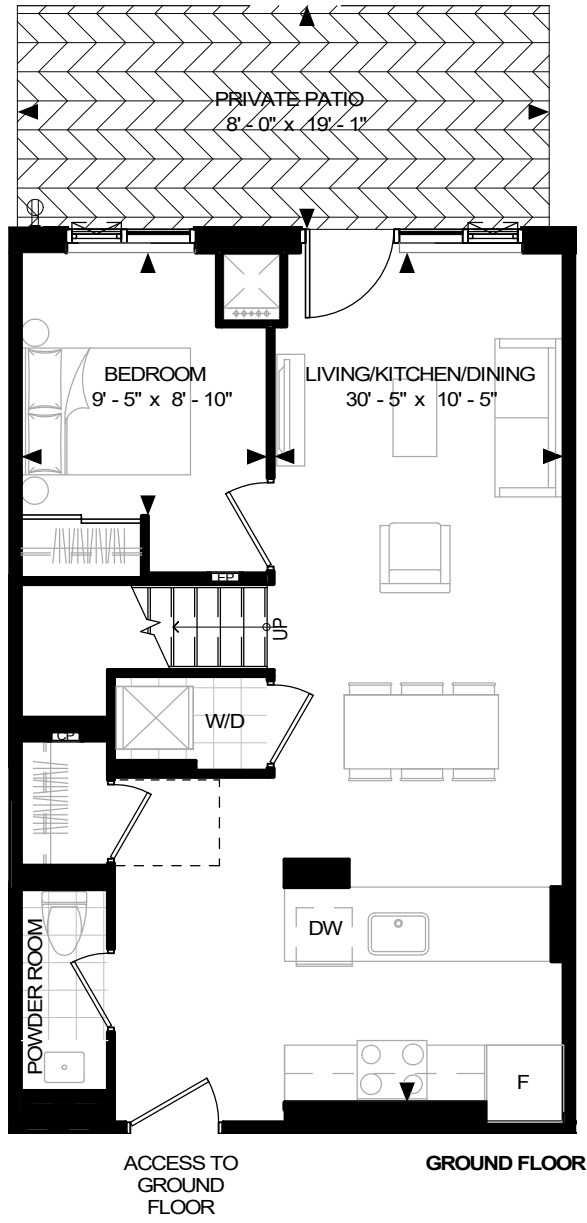 PRIVATE PATIO
8' - 0" x 19' - 1"
BEDROOM
9' - 5" x 8' - 10"
LIVING/KITCHEN/DINING
30' - 5" x 10' - 5"
EP
UP
W/D
CP
DW
POWDER ROOM
F
ACCESS TO
GROUND
FLOOR
GROUND FLOOR